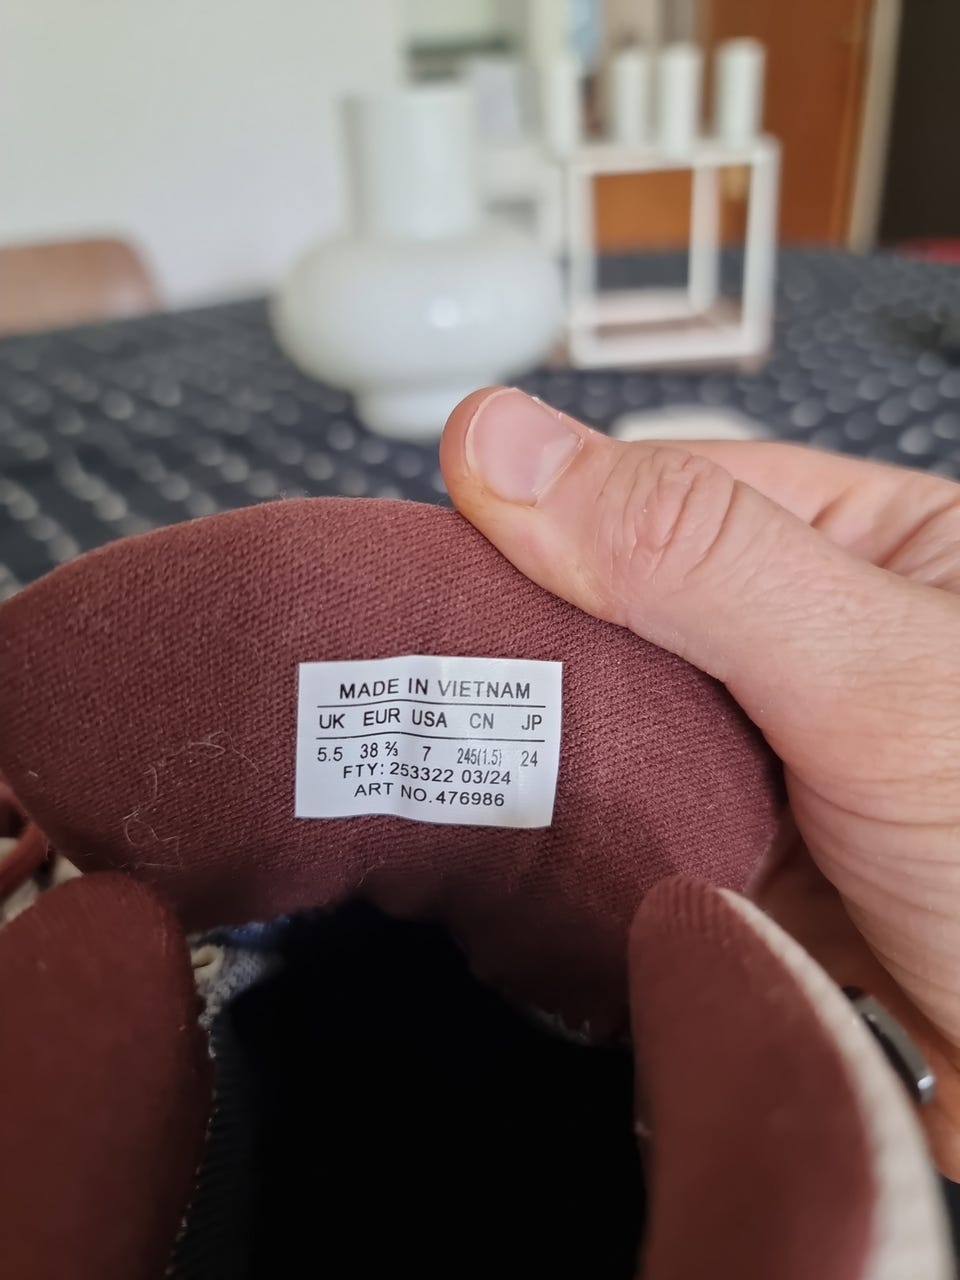 MADE IN VIETNAM
UK EUR USA CN JP
5.5 38 ⅔ 7 245(1.5) 24
FTY: 253322 03/24
ART NO. 476986